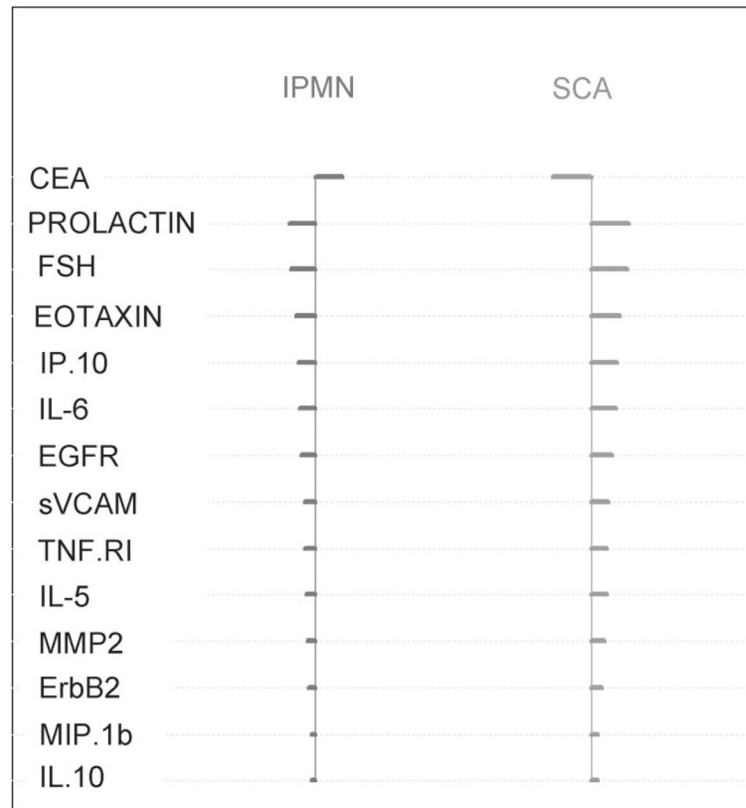 IPMN SCA
CEA
PROLACTIN
FSH
EOTAXIN
IP.10
IL-6
EGFR
sVCAM
TNF.RI
IL-5
MMP2
ErbB2
MIP.1b
IL.10